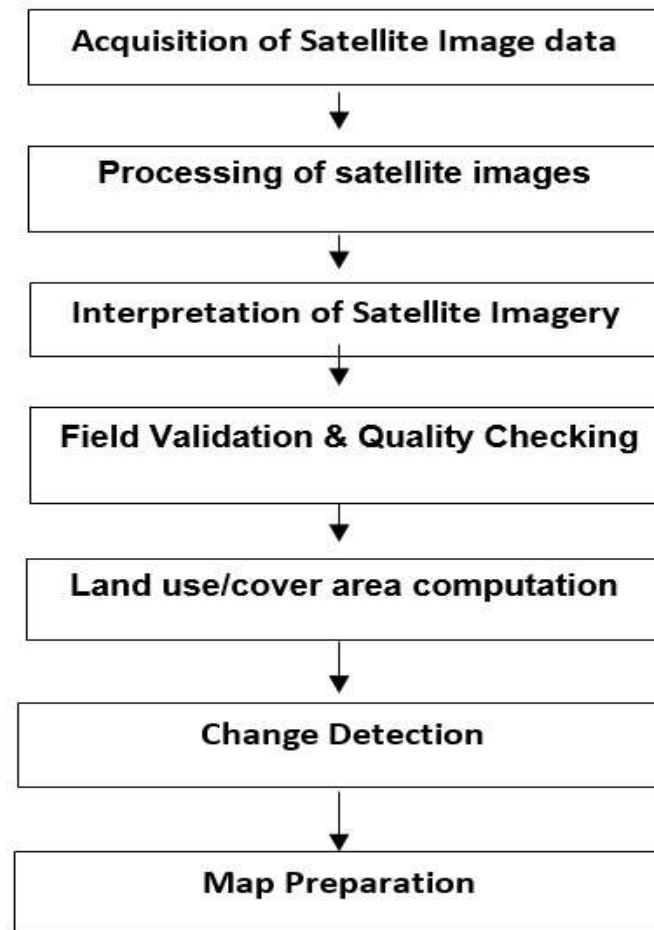 Acquisition of Satellite Image data
Processing of satellite images
Interpretation of Satellite Imagery
Field Validation & Quality Checking
Land use/cover area computation
Change Detection
Map Preparation